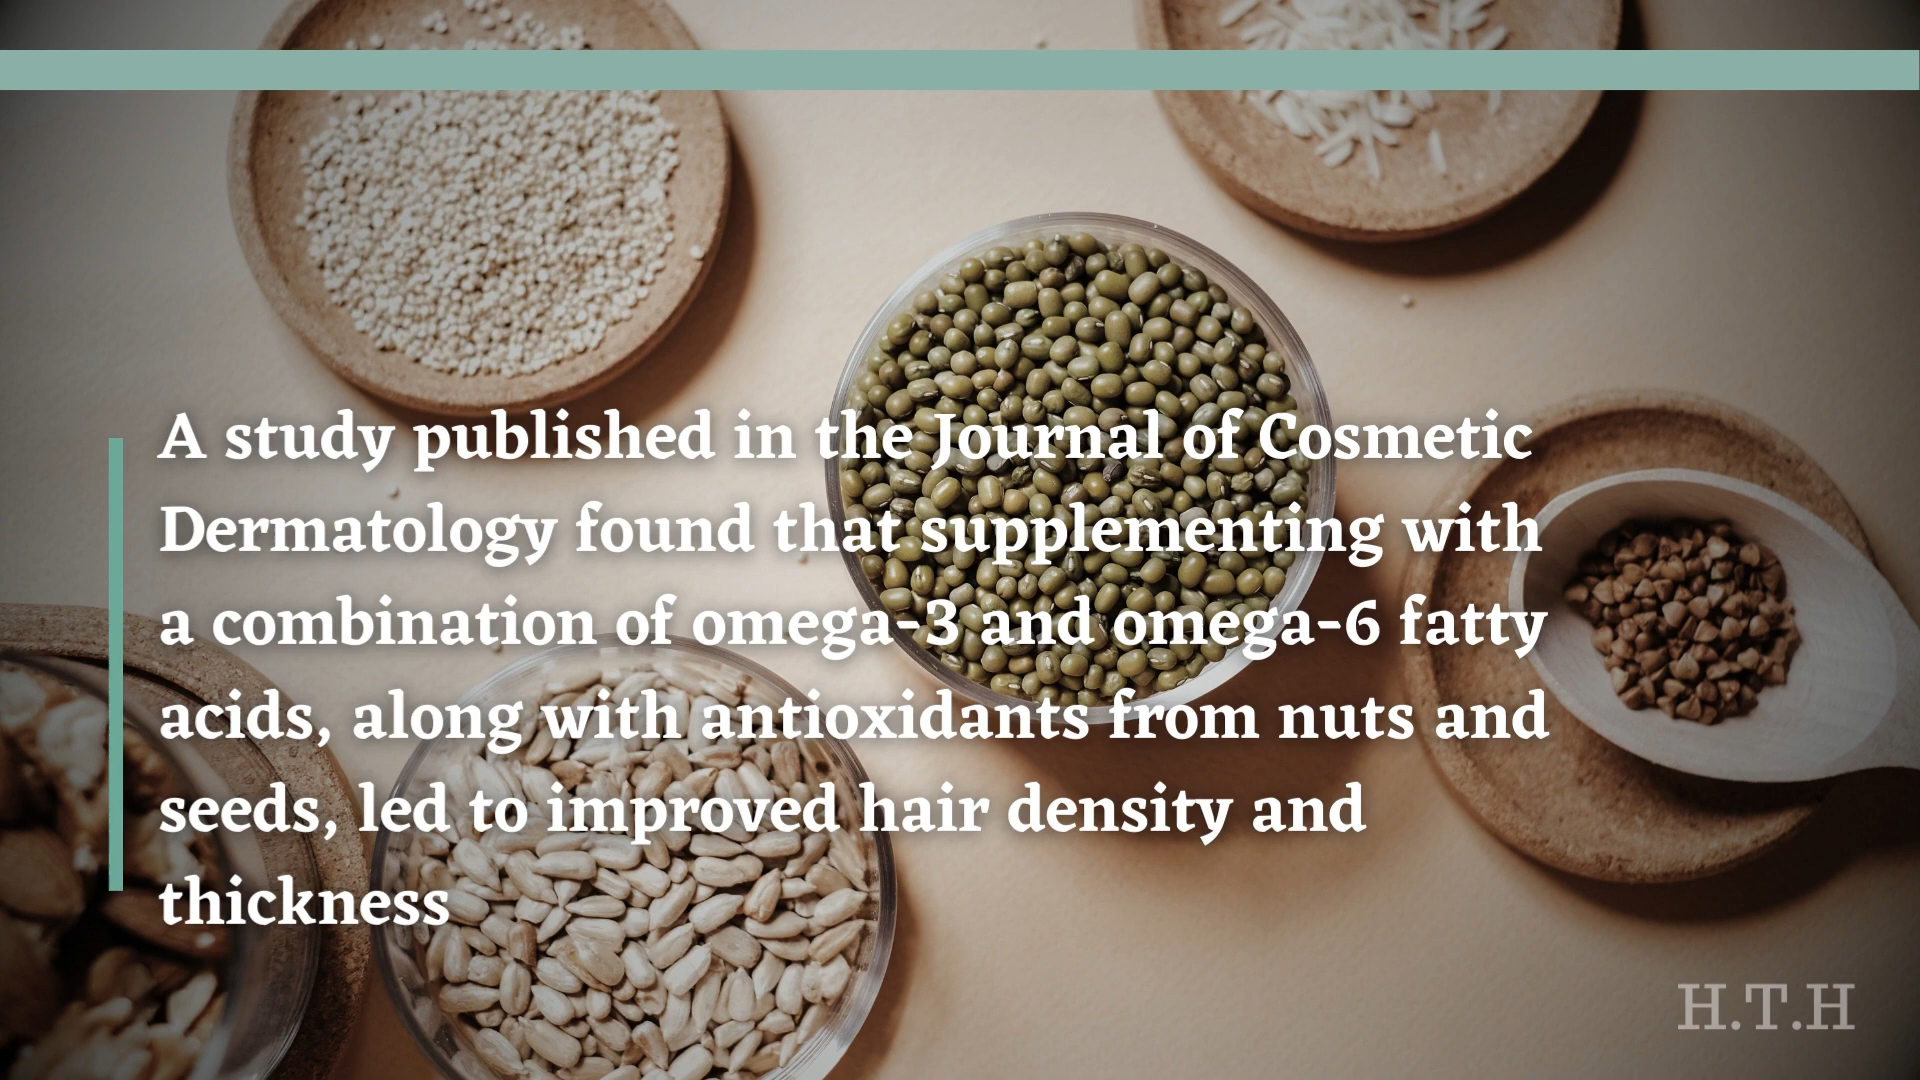 A study published in the Journal of Cosmetic
Dermatology found that supplementing with
a combination of omega-3 and omega-6 fatty
acids, along with antioxidants from nuts and
seeds, led to improved hair density and
thickness
H.T.H